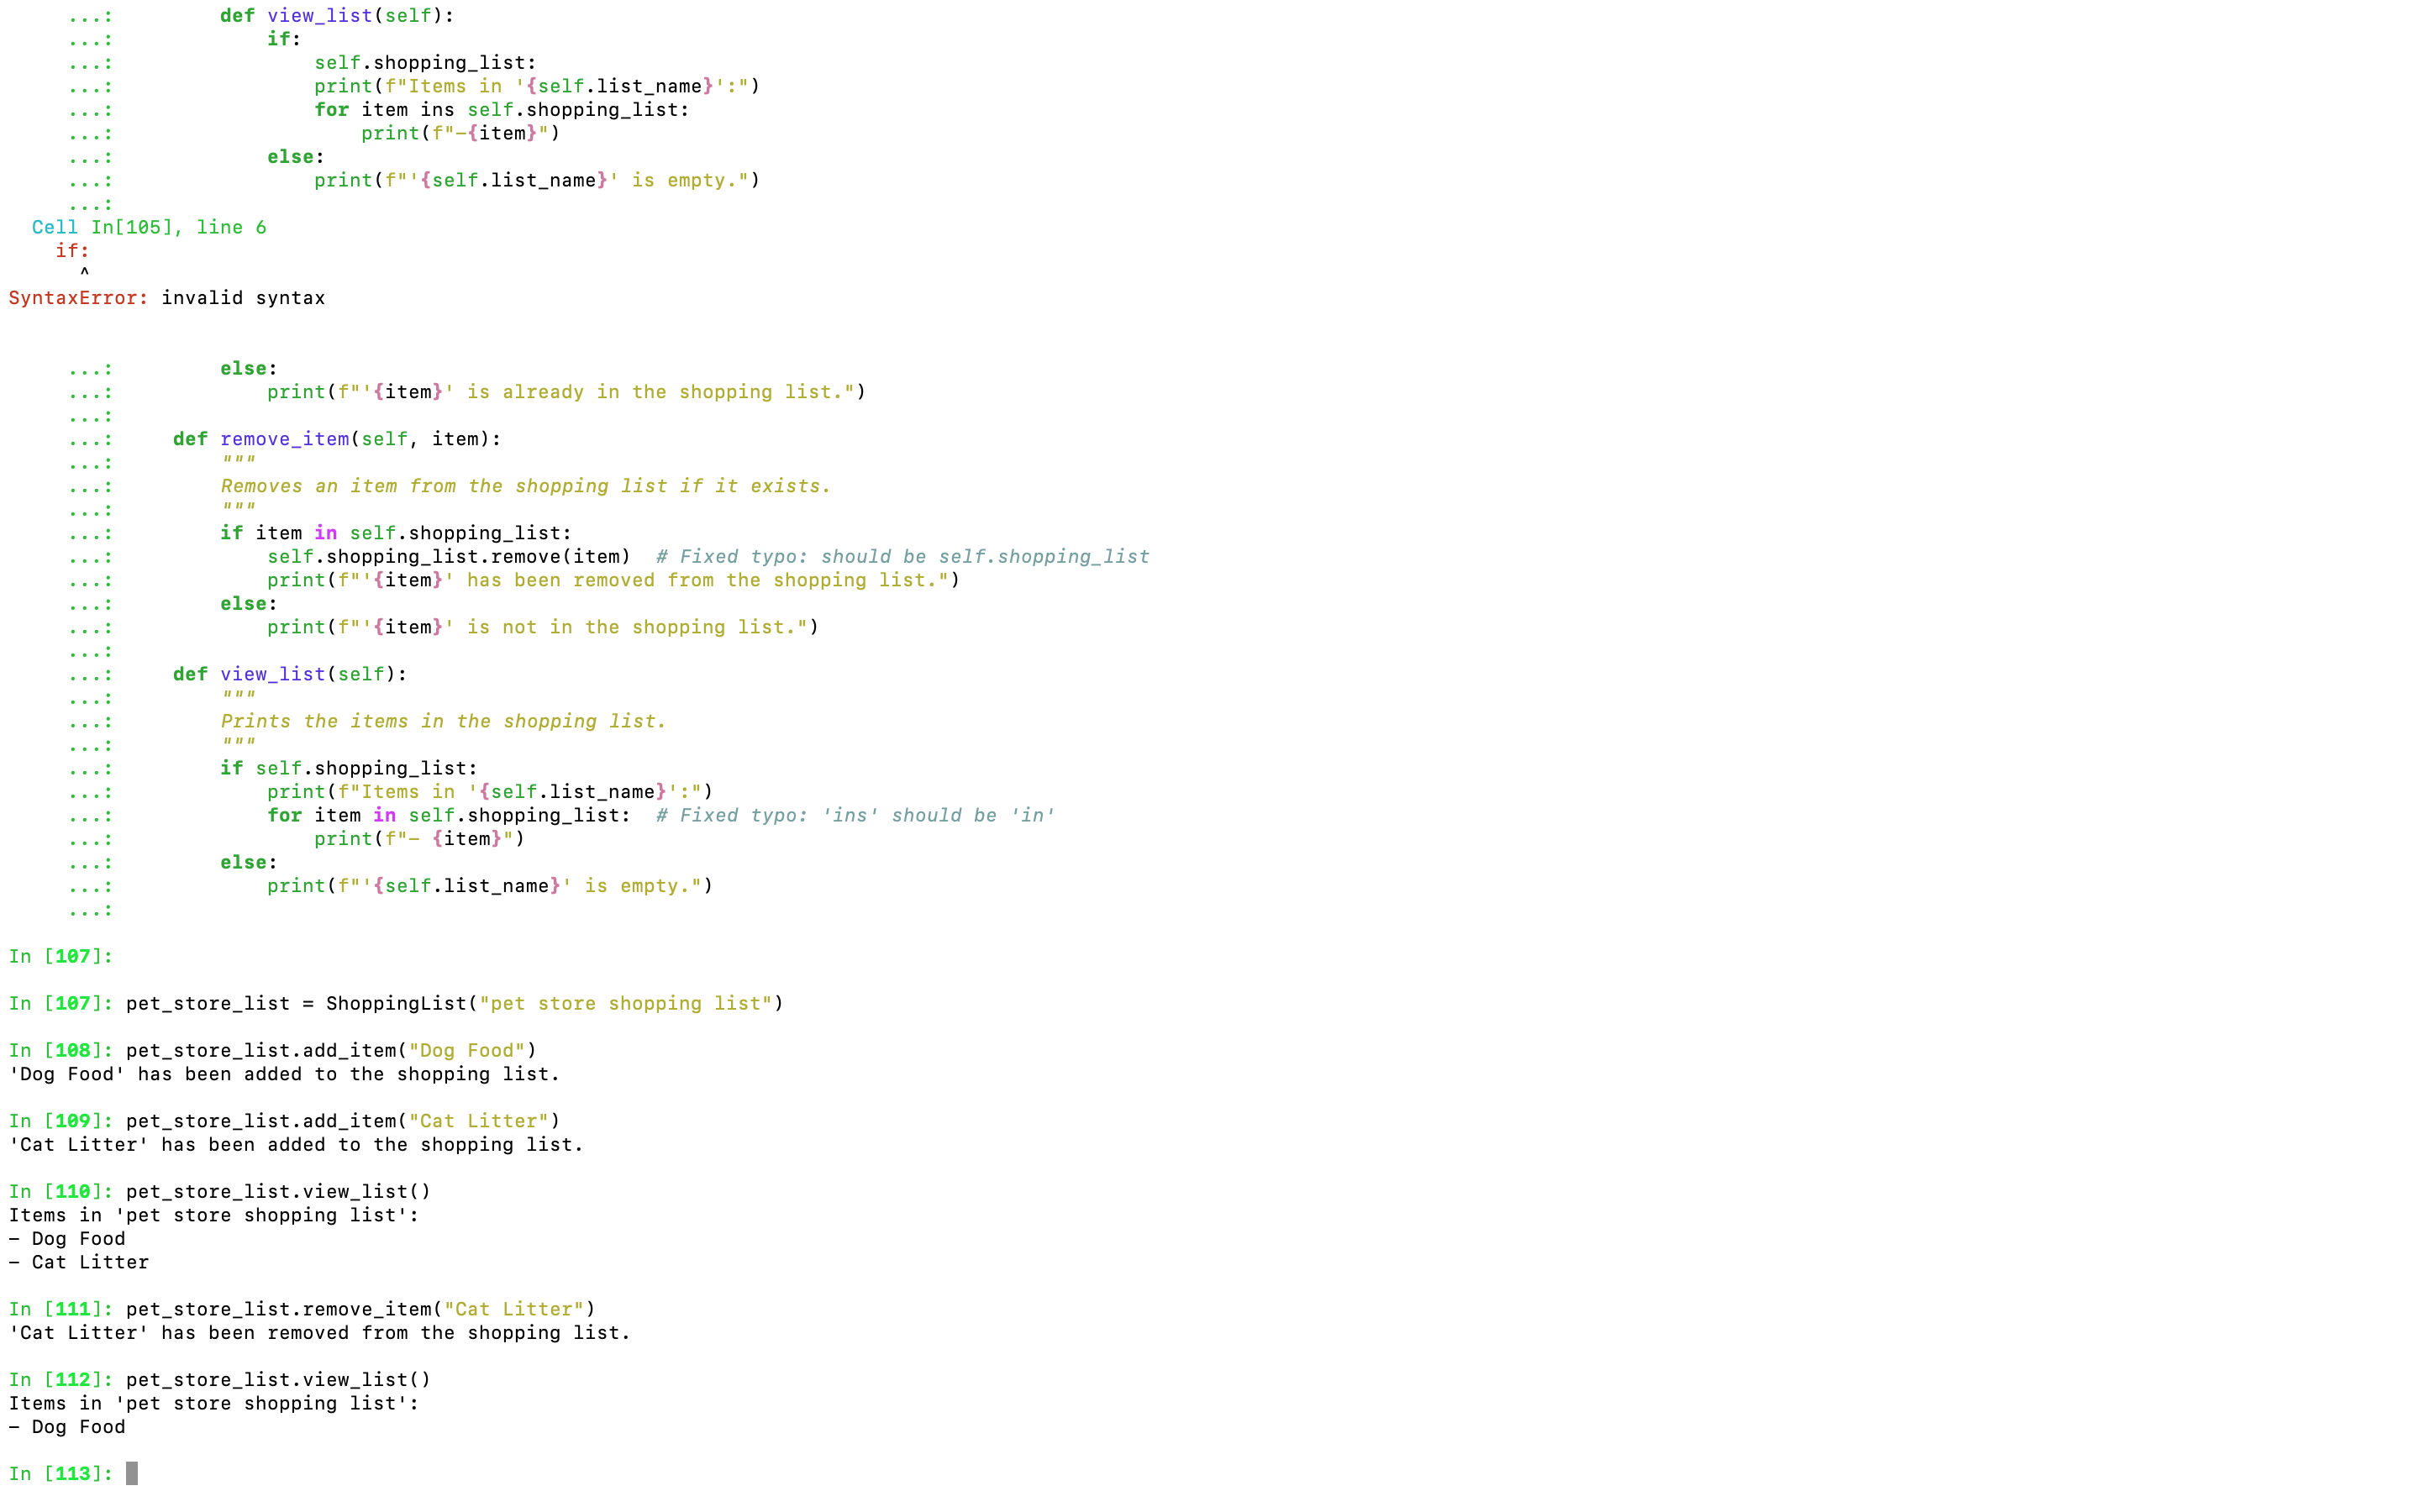 ...:         def view_list(self):
...:             if:
...:                 self.shopping_list:
...:                 print(f"Items in '{self.list_name}':")
...:                 for item ins self.shopping_list:
...:                     print(f"-{item}")
...:             else:
...:                 print(f"'{self.list_name}' is empty.")
...:
Cell In[105], line 6
if:
^
SyntaxError: invalid syntax
...:         else:
...:             print(f"'{item}' is already in the shopping list.")
...:
...:     def remove_item(self, item):
...:         """
...:         Removes an item from the shopping list if it exists.
...:         """
...:         if item in self.shopping_list:
...:             self.shopping_list.remove(item)  # Fixed typo: should be self.shopping_list
...:             print(f"'{item}' has been removed from the shopping list.")
...:         else:
...:             print(f"'{item}' is not in the shopping list.")
...:
...:     def view_list(self):
...:         """
...:         Prints the items in the shopping list.
...:         """
...:         if self.shopping_list:
...:             print(f"Items in '{self.list_name}':")
...:             for item in self.shopping_list:  # Fixed typo: 'ins' should be 'in'
...:                 print(f"- {item}")
...:         else:
...:             print(f"'{self.list_name}' is empty.")
...:
In [107]:
In [107]: pet_store_list = ShoppingList("pet store shopping list")
In [108]: pet_store_list.add_item("Dog Food")
'Dog Food' has been added to the shopping list.
In [109]: pet_store_list.add_item("Cat Litter")
'Cat Litter' has been added to the shopping list.
In [110]: pet_store_list.view_list()
Items in 'pet store shopping list':
- Dog Food
- Cat Litter
In [111]: pet_store_list.remove_item("Cat Litter")
'Cat Litter' has been removed from the shopping list.
In [112]: pet_store_list.view_list()
Items in 'pet store shopping list':
- Dog Food
In [113]: